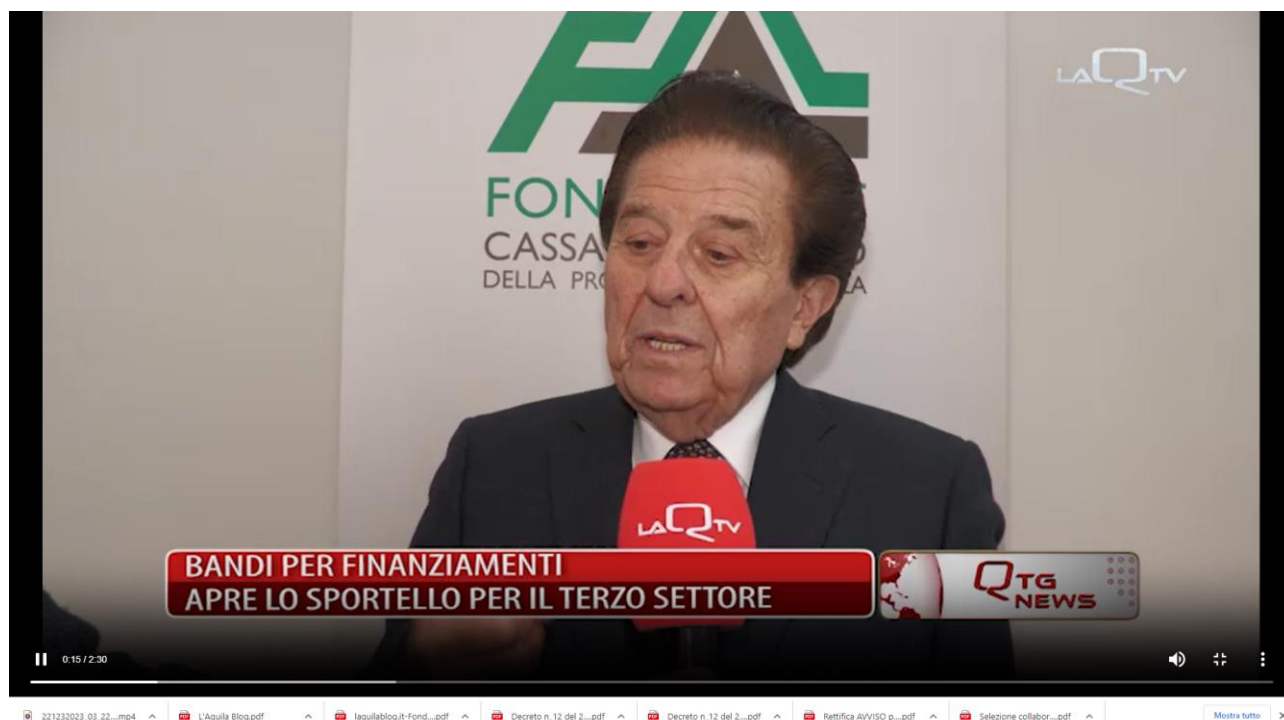 LAQTV
FON
CASSA
DELLA PRO
LA
LAQTV
BANDI PER FINANZIAMENTI
APRE LO SPORTELLO PER IL TERZO SETTORE
QTG
NEWS
0:15 / 2:30
221232023_03_22....mp4
L'Aquila Blog.pdf
laquilablog.it-Fond....pdf
Decreto n. 12 del 2....pdf
Decreto n. 12 del 2....pdf
Rettifica AVVISO p....pdf
Selezione collabor....pdf
Mostra tutto